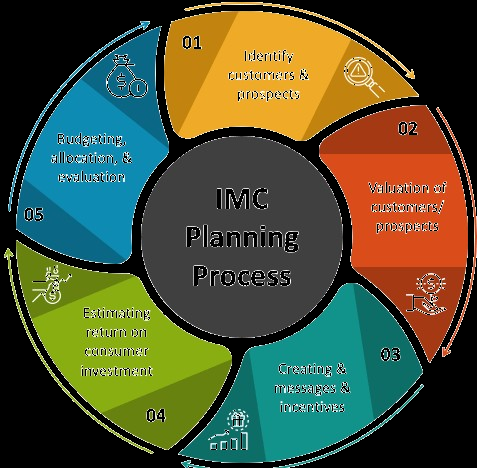 01
Identify
customers &
prospects
02
Valuation of
customers/
prospects
03
Creating &
messages &
incentives
04
Estimating
return on
consumer
investment
05
Budgeting,
allocation, &
evaluation
IMC
Planning
Process